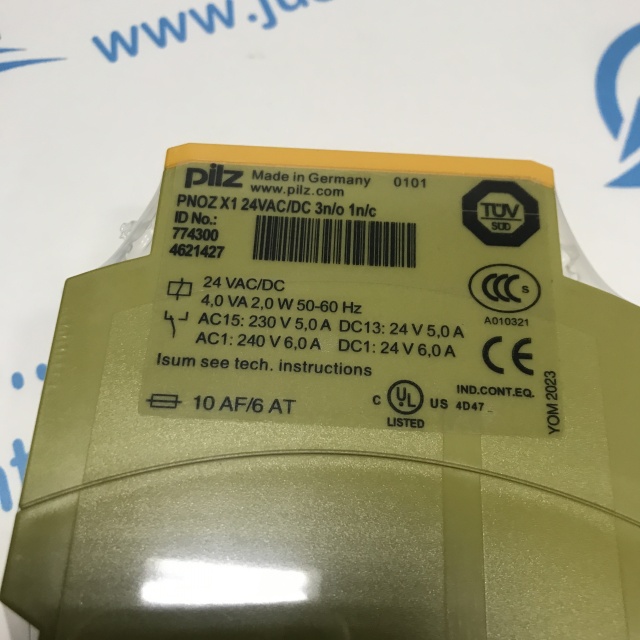 www.ju
pilz Made in Germany 0101
www.pilz.com
PNOZ X1 24VAC/DC 3n/o 1n/c
ID No.:
774300
4621427
TÜV
SÜD
24 VAC/DC
4,0 VA 2,0 W 50-60 Hz
AC15: 230 V 5,0 A DC13: 24 V 5,0 A
AC1: 240 V 6,0 A DC1: 24 V 6,0 A
Isum see tech. instructions
CCC S
A010321
CE
10 AF/6 AT
C UL US
LISTED
IND.CONT.EQ.
4D47
YOM 2023